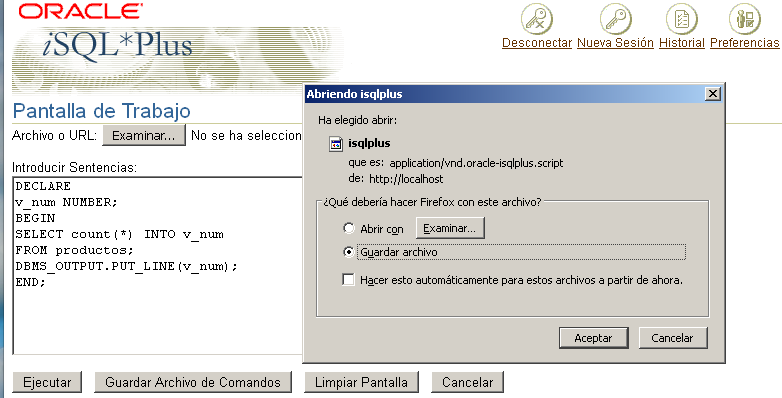 ORACLE
iSQL*Plus
Desconectar Nueva Sesión Historial Preferencias
Pantalla de Trabajo
Archivo o URL: Examinar... No se ha seleccion
Introducir Sentencias:
DECLARE
v_num NUMBER;
BEGIN
SELECT count(*) INTO v_num
FROM productos;
DBMS_OUTPUT.PUT_LINE(v_num);
END;
Abriendo isqlplus
Ha elegido abrir:
isqlplus
que es: application/vnd.oracle-isqlplus.script
de: http://localhost
¿Qué debería hacer Firefox con este archivo?
Abrir con Examinar...
Guardar archivo
Hacer esto automáticamente para estos archivos a partir de ahora.
Aceptar Cancelar
Ejecutar Guardar Archivo de Comandos Limpiar Pantalla Cancelar